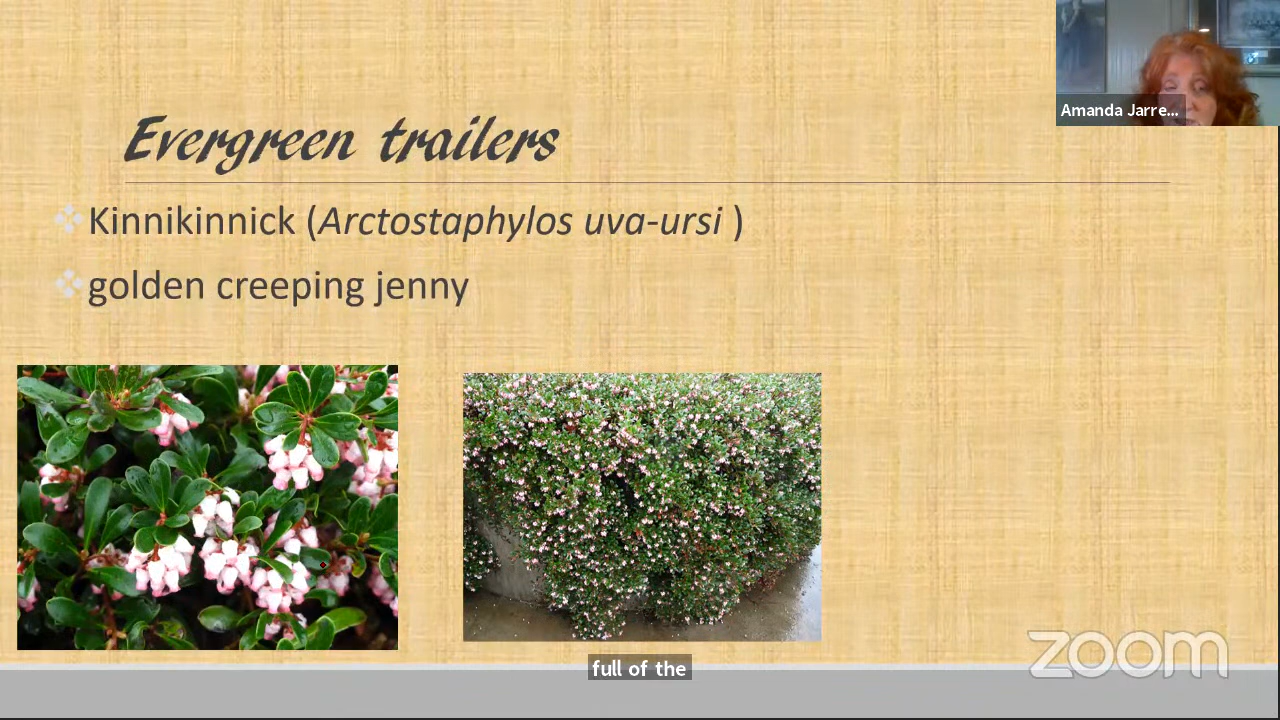 Amanda Jarre...
Evergreen trailers
Kinnikinnick (Arctostaphylos uva-ursi )
golden creeping jenny
zoom
full of the